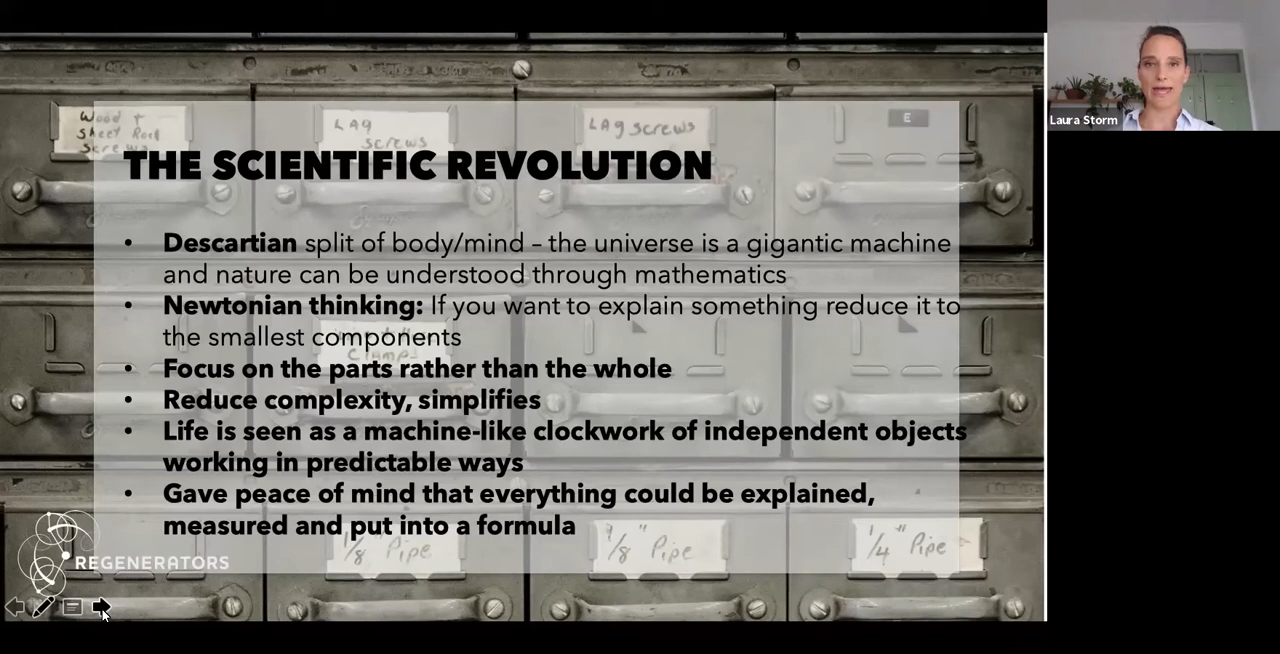 Wood +
Sheet Rock
screws
LAG
screws
LAg screws
E
THE SCIENTIFIC REVOLUTION
• Descartian split of body/mind – the universe is a gigantic machine
and nature can be understood through mathematics
• Newtonian thinking: If you want to explain something reduce it to
the smallest components
• Focus on the parts rather than the whole
• Reduce complexity, simplifies
• Life is seen as a machine-like clockwork of independent objects
working in predictable ways
• Gave peace of mind that everything could be explained,
measured and put into a formula
Clamps
1/8" Pipe
Pipe
1/4" Pipe
REGENERATORS
Laura Storm